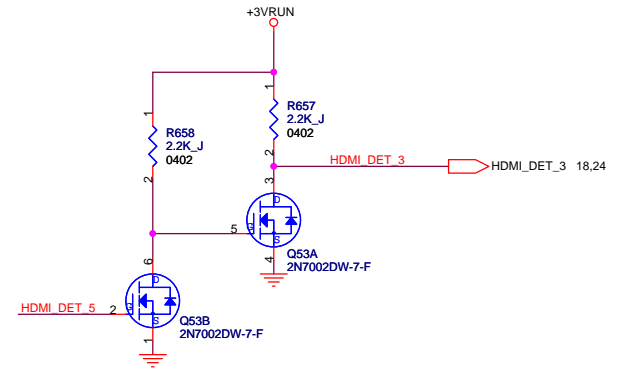 +3VRUN
1
R657
2.2K_J
0402
2
1
R658
2.2K_J
0402
2
HDMI_DET_3
HDMI_DET_3 18,24
3
D
G
S
5
4
Q53A
2N7002DW-7-F
6
D
G
S
HDMI_DET_5
2
1
Q53B
2N7002DW-7-F